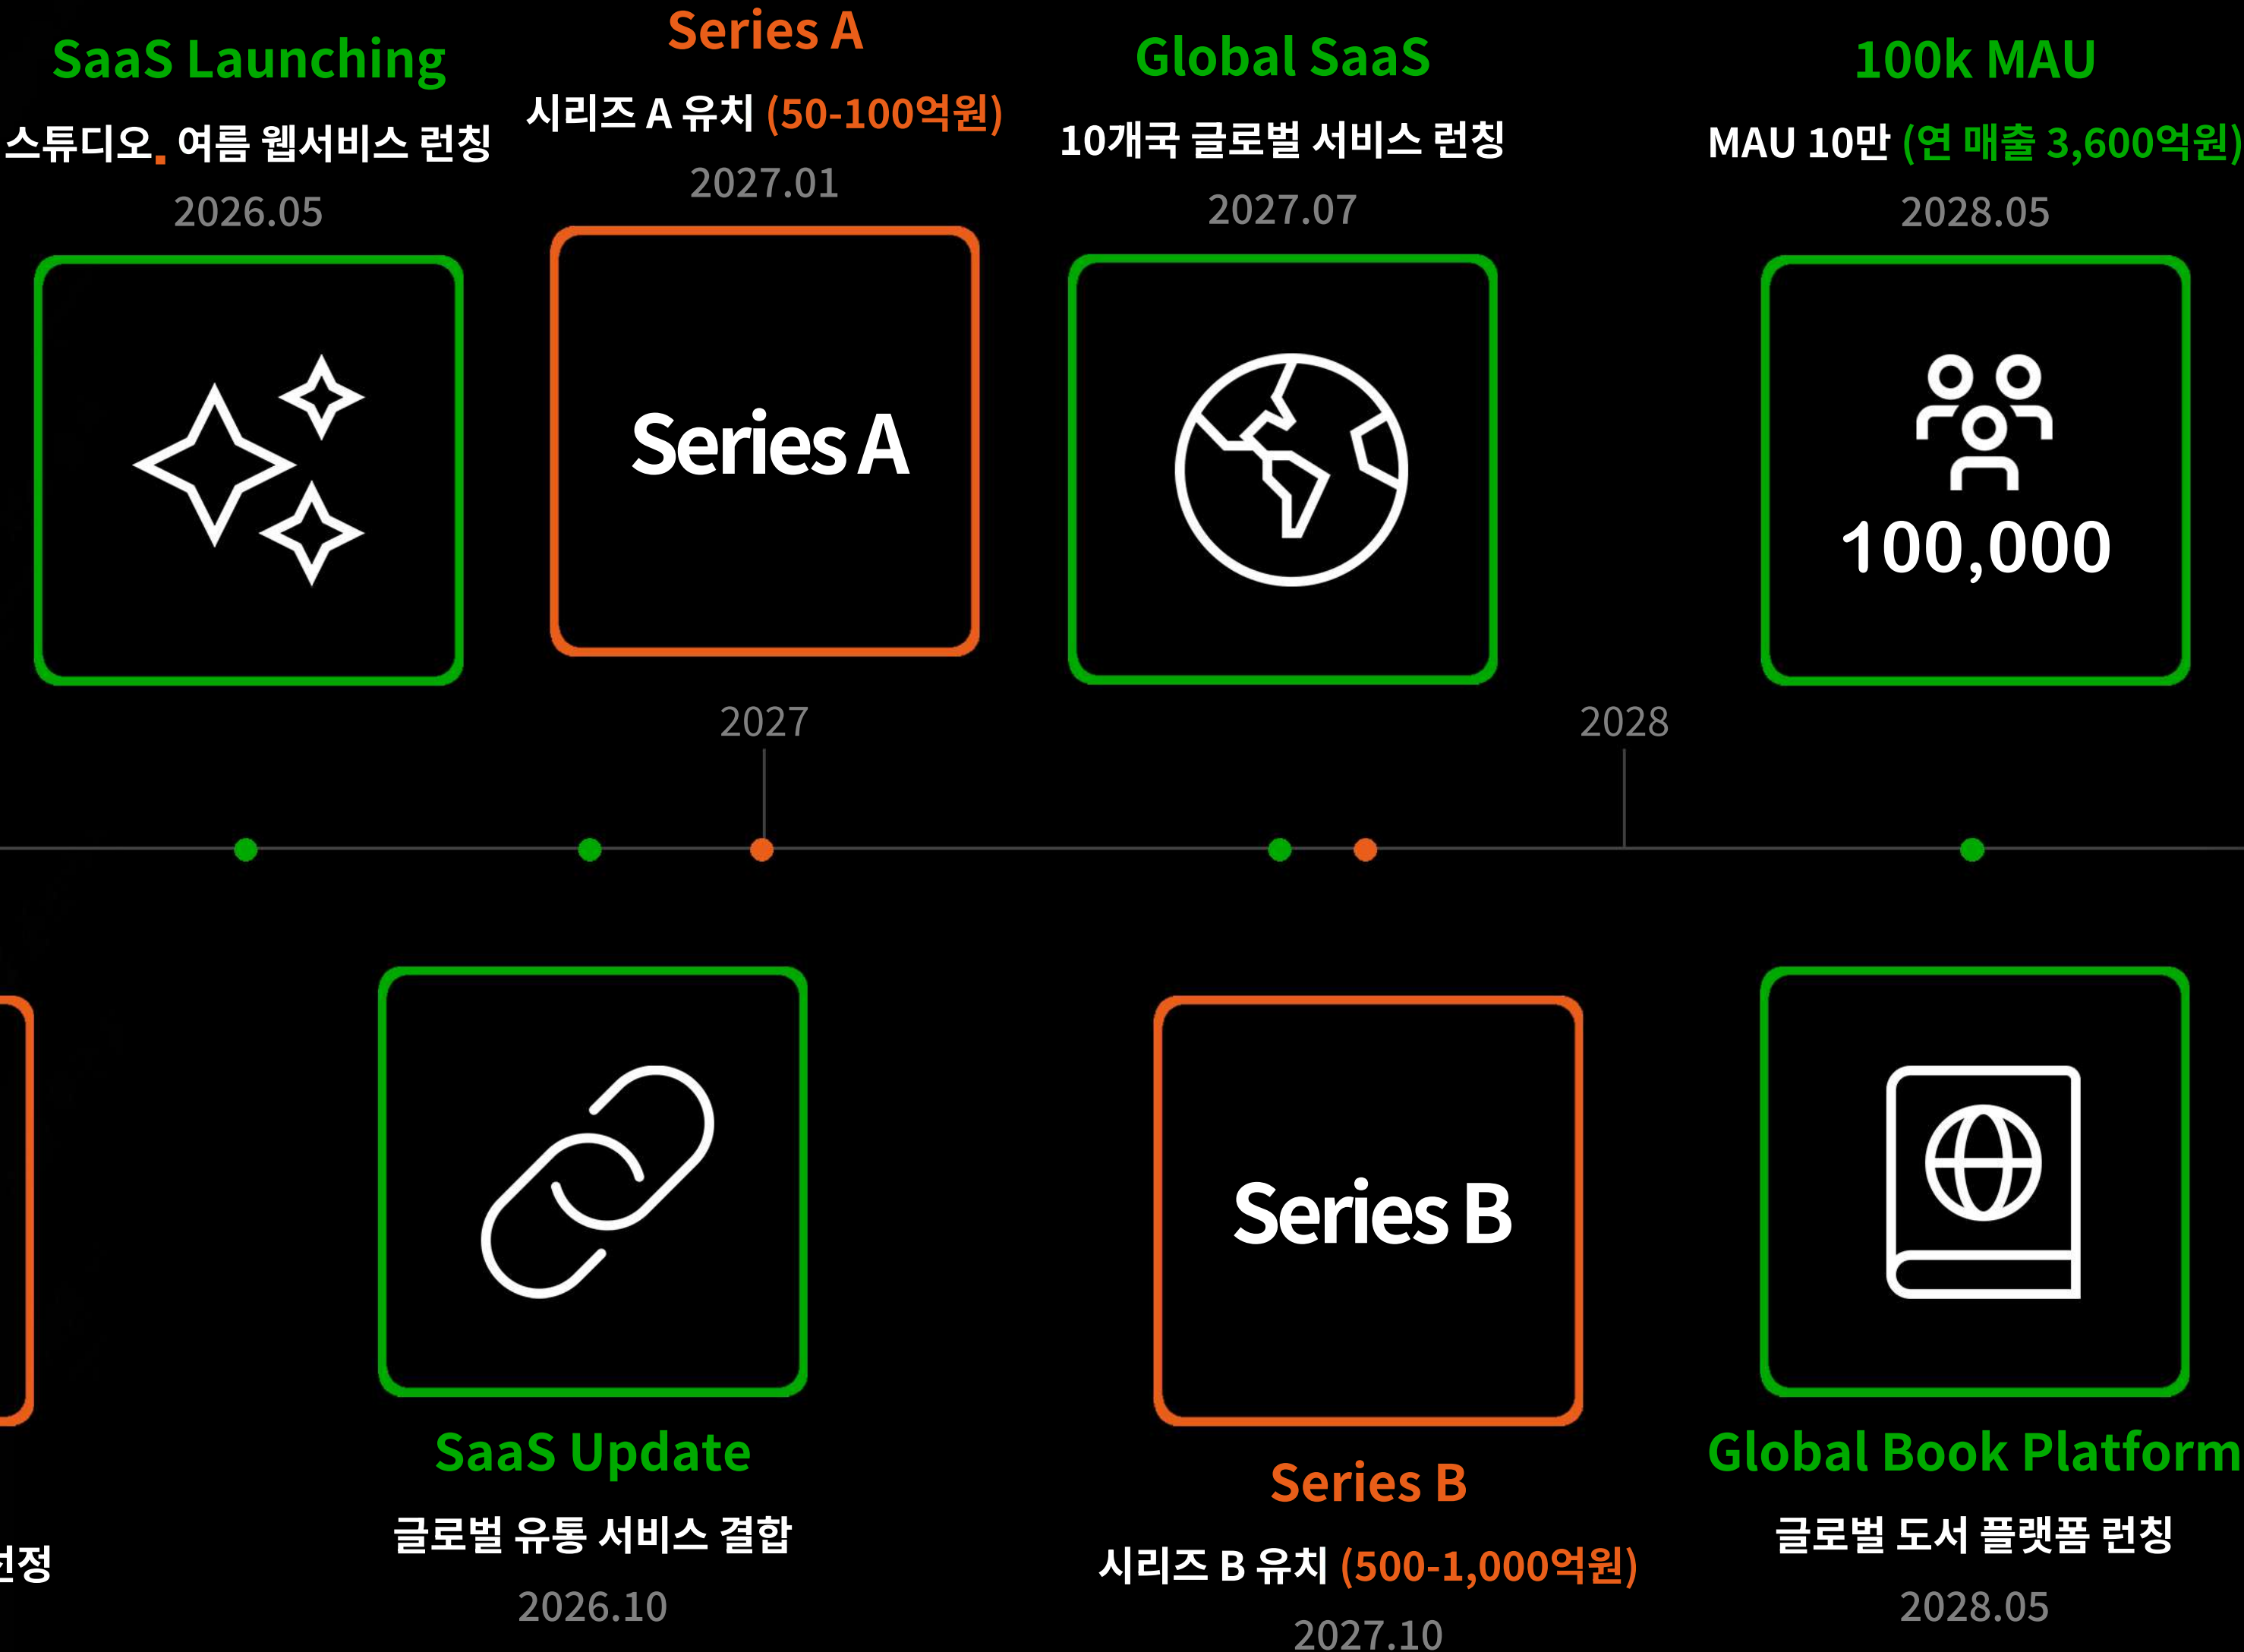 SaaS Launching
스튜디오. 여름 웹서비스 런칭
2026.05
Series A
시리즈 A 유치 (50-100억원)
2027.01
Series A
Global SaaS
10개국 글로벌 서비스 런칭
2027.07
100k MAU
MAU 10만 (연 매출 3,600억원)
2028.05
100,000
2027
2028
SaaS Update
글로벌 유통 서비스 결합
2026.10
Series B
Series B
시리즈 B 유치 (500-1,000억원)
2027.10
Global Book Platform
글로벌 도서 플랫폼 런칭
2028.05